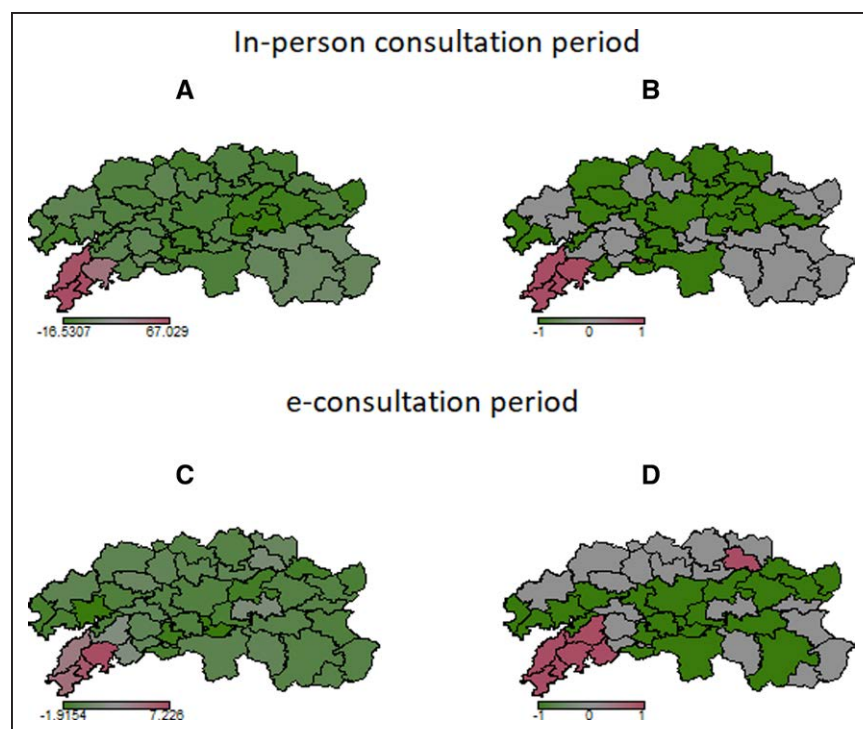 In-person consultation period
A B
-16.5307 67.029 -1 0 1
e-consultation period
C D
-1.9154 7.226 -1 0 1